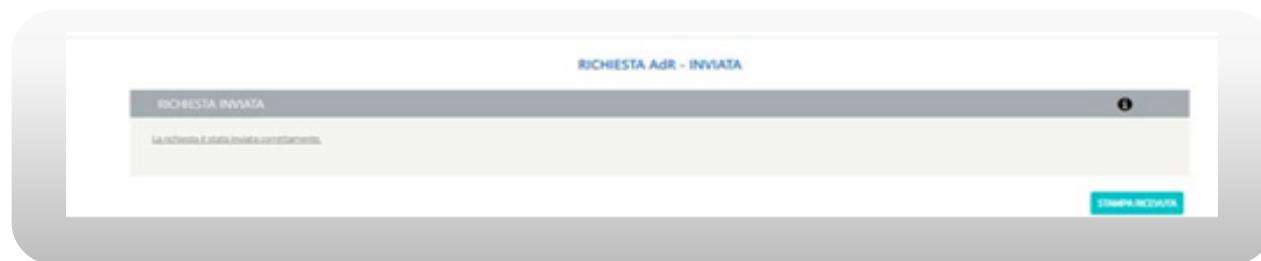 RICHIESTA AdR - INVIATA
RICHIESTA INVIATA
La richiesta è stata inviata correttamente.
STAMPA RICEVUTA